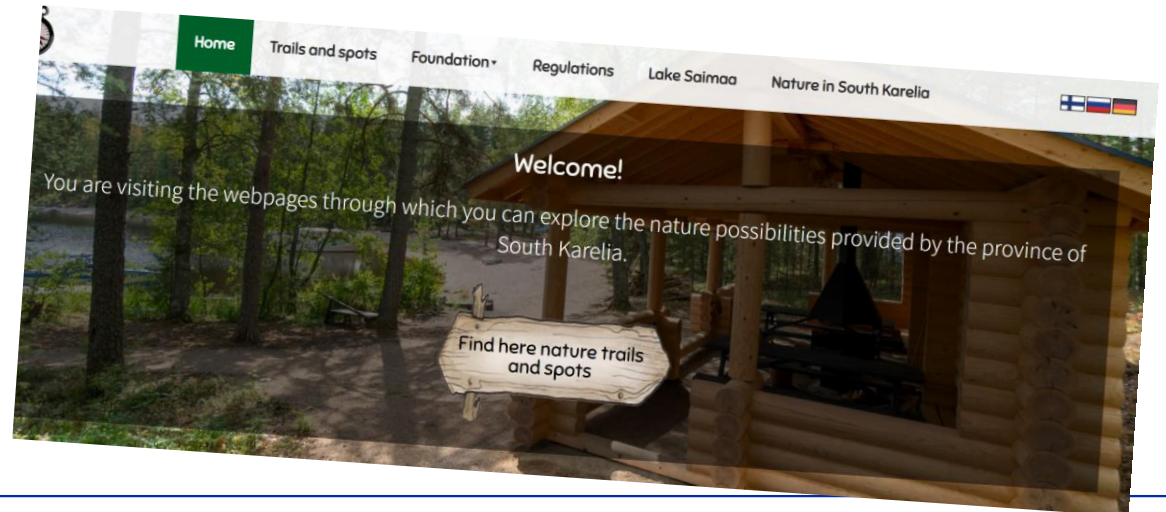 Home Trails and spots Foundation Regulations Lake Saimaa Nature in South Karelia
Welcome!
You are visiting the webpages through which you can explore the nature possibilities provided by the province of
South Karelia.
Find here nature trails
and spots